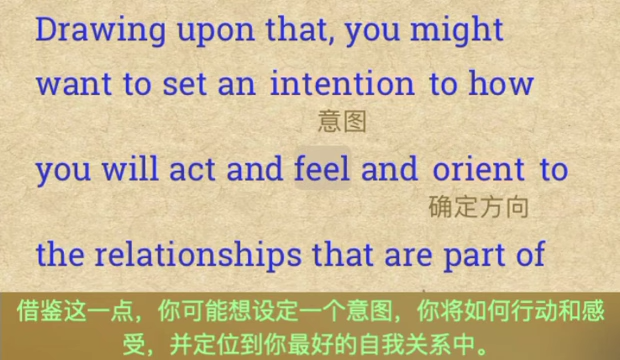 Drawing upon that, you might
want to set an intention to how
意图
you will act and feel and orient to
确定方向
the relationships that are part of
借鉴这一点，你可能想设定一个意图，你将如何行动和感
受，并定位到你最好的自我关系中。